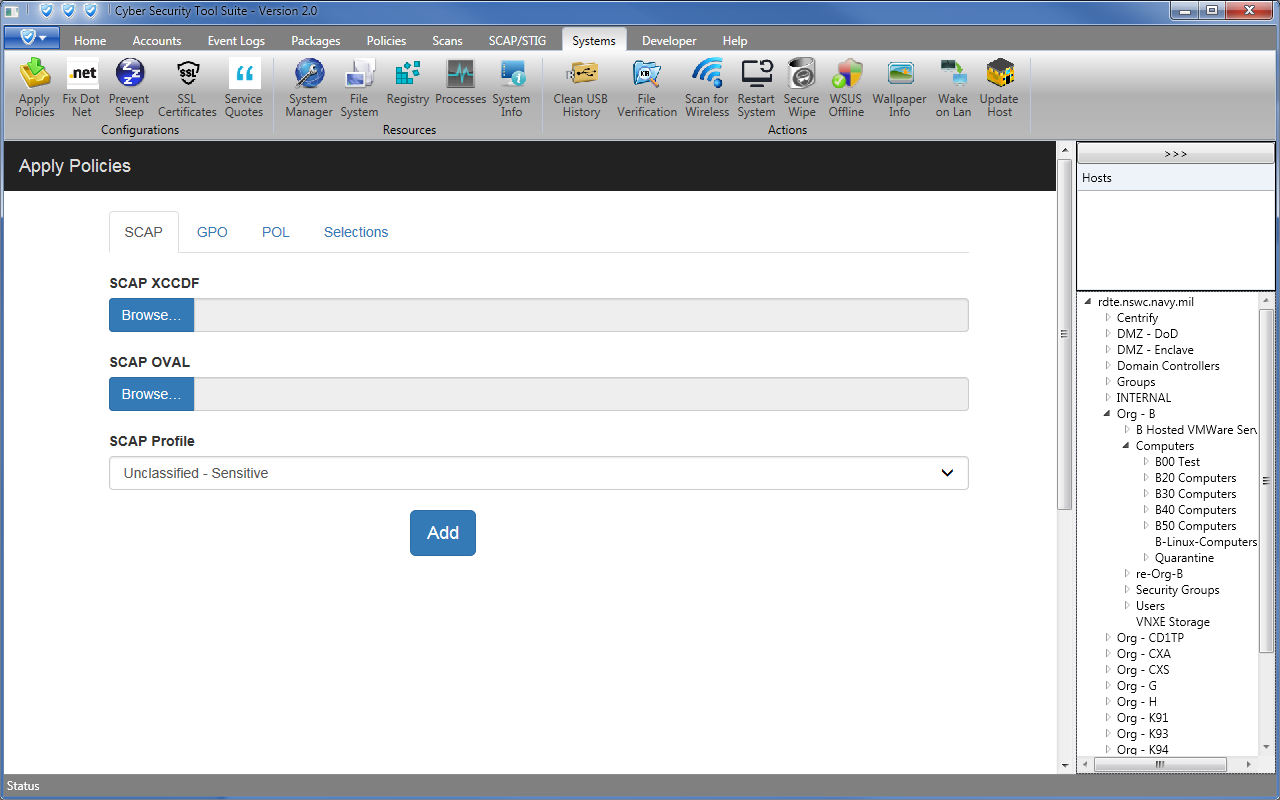 Cyber Security Tool Suite - Version 2.0
Home Accounts Event Logs Packages Policies Scans SCAP/STIG Systems Developer Help
Apply Policies
.net
Fix Dot Net
Prevent Sleep
SSL
SSL Certificates
Service Quotes
Configurations
System Manager
File System
Registry
Processes
System Info
Resources
Clean USB History
KB
File Verification
Scan for Wireless
Restart System
Secure Wipe
WSUS Offline
Wallpaper Info
Wake on Lan
Update Host
Actions
Apply Policies
SCAP GPO POL Selections
SCAP XCCDF
Browse...
SCAP OVAL
Browse...
SCAP Profile
Unclassified - Sensitive
Add
>>>
Hosts
rdte.nswc.navy.mil
Centrify
DMZ - DoD
DMZ - Enclave
Domain Controllers
Groups
INTERNAL
Org - B
B Hosted VMWare Serv
Computers
B00 Test
B20 Computers
B30 Computers
B40 Computers
B50 Computers
B-Linux-Computers
Quarantine
re-Org-B
Security Groups
Users
VNXE Storage
Org - CD1TP
Org - CXA
Org - CXS
Org - G
Org - H
Org - K91
Org - K93
Org - K94
Status